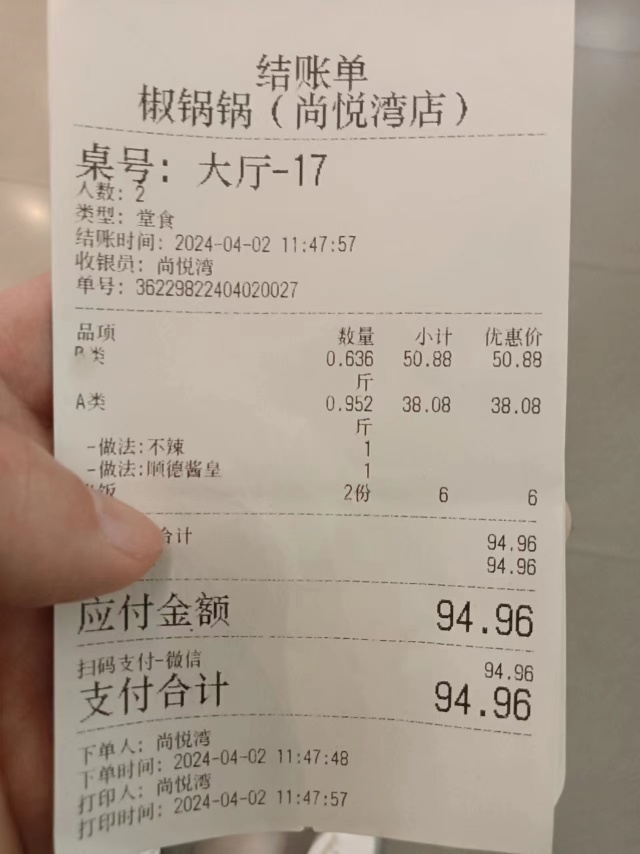 结账单
椒锅锅（尚悦湾店）
桌号: 大厅-17
人数: 2
类型: 堂食
结账时间: 2024-04-02 11:47:57
收银员: 尚悦湾
单号: 36229822404020027
品项 数量 小计 优惠价
B类 0.636 50.88 50.88
斤
A类 0.952 38.08 38.08
斤
-做法:不辣 1
-做法:顺德酱皇 1
饭 2份 6 6
合计 94.96
94.96
应付金额 94.96
扫码支付-微信 94.96
支付合计 94.96
下单人: 尚悦湾
下单时间: 2024-04-02 11:47:48
打印人: 尚悦湾
打印时间: 2024-04-02 11:47:57